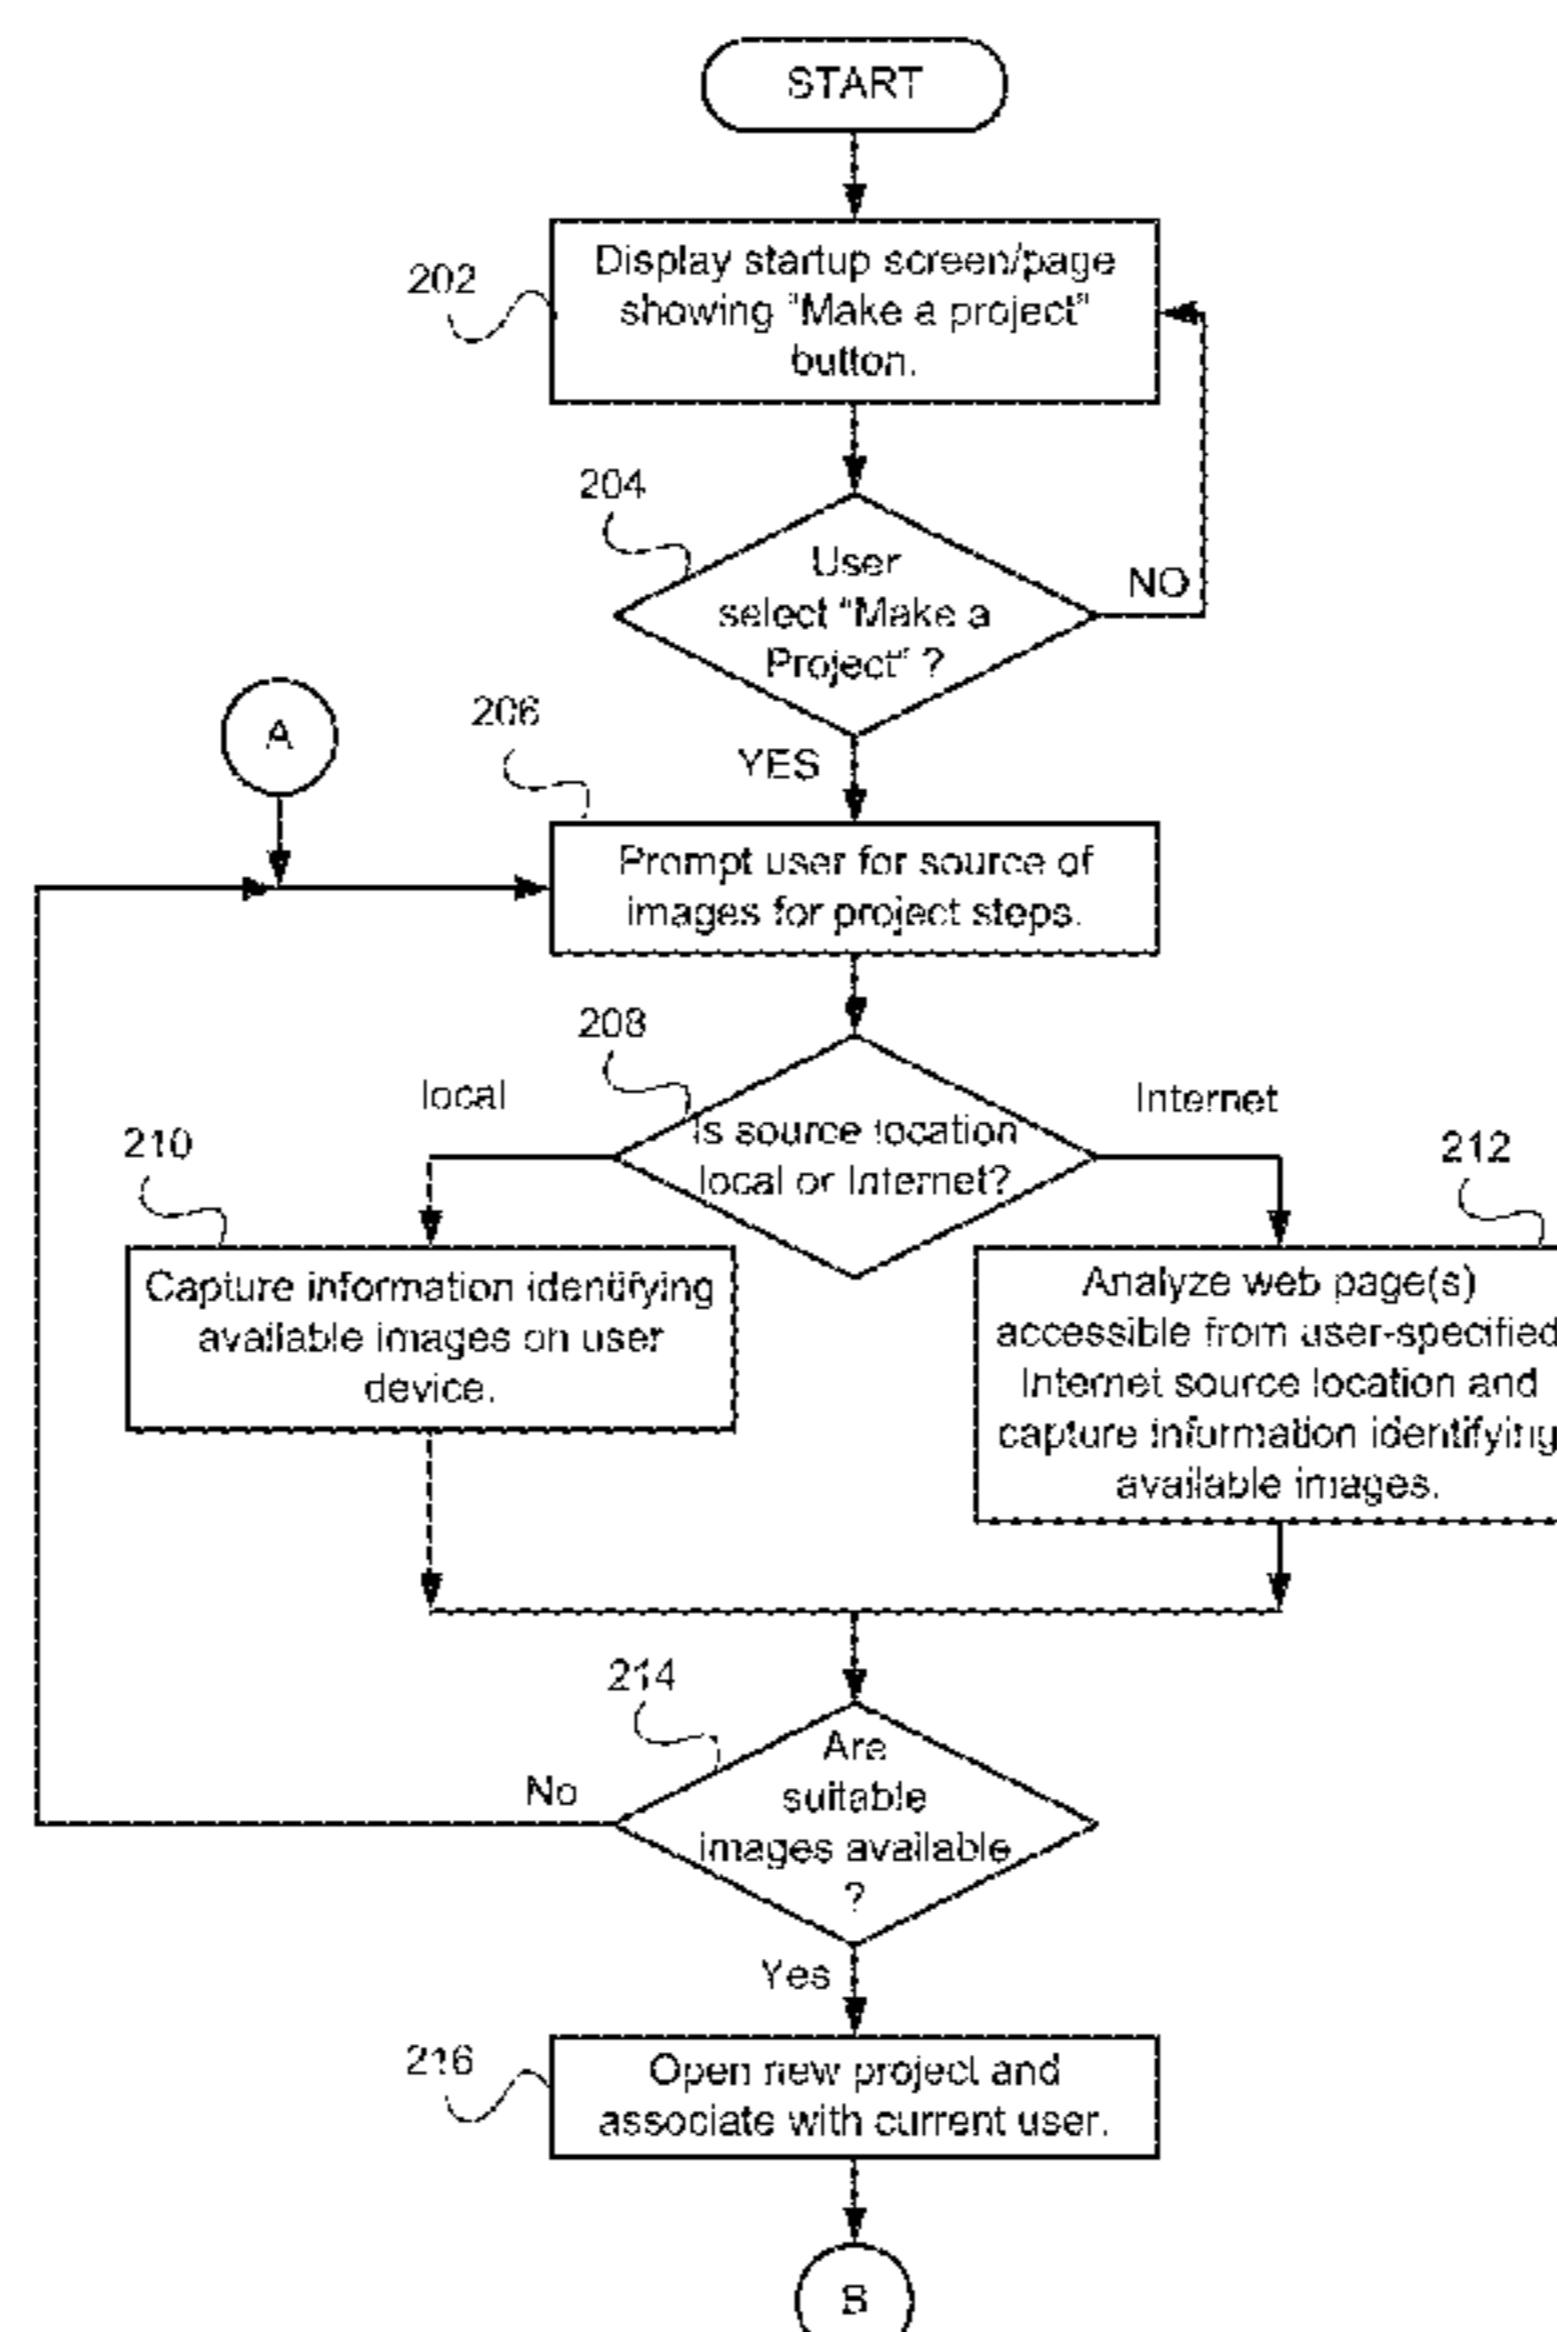 START
202
Display startup screen/page
showing "Make a project"
button.
204
User
select "Make a
Project" ?
NO
A
206
YES
Prompt user for source of
images for project steps.
208
local
Internet
Is source location
local or Internet?
210
212
Capture information identifying
available images on user
device.
Analyze web page(s)
accessible from user-specified
Internet source location and
capture information identifying
available images.
214
Are
suitable
images available
?
No
Yes
216
Open new project and
associate with current user.
B